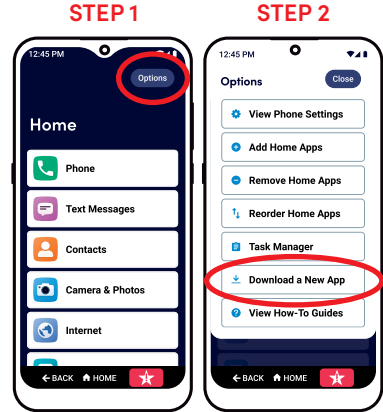 STEP 1
12:45 PM
Options
Home
Phone
Text Messages
Contacts
Camera & Photos
Internet
BACK HOME
STEP 2
12:45 PM
Options
Close
View Phone Settings
Add Home Apps
Remove Home Apps
Reorder Home Apps
Task Manager
Download a New App
View How-To Guides
BACK HOME